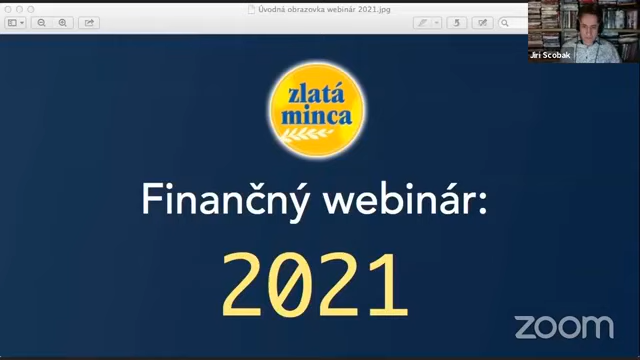 Úvodná obrazovka webinár 2021.jpg
Jiri Scobak
zlatá
minca
Finančný webinár:
2021
zoom